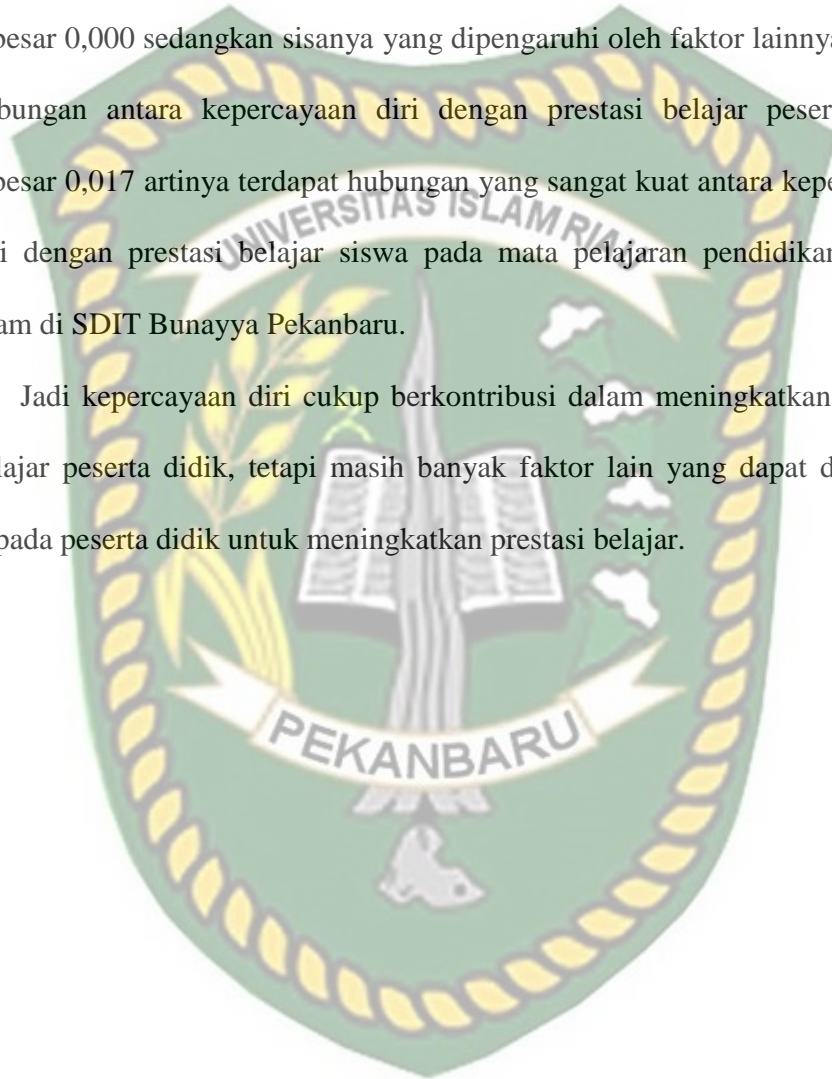 besar 0,000 sedangkan sisanya yang dipengaruhi oleh faktor lainnya
bungan antara kepercayaan diri dengan prestasi belajar peser
besar 0,017 artinya terdapat hubungan yang sangat kuat antara kepe
i dengan prestasi belajar siswa pada mata pelajaran pendidikan
am di SDIT Bunayya Pekanbaru.
Jadi kepercayaan diri cukup berkontribusi dalam meningkatkan
lajar peserta didik, tetapi masih banyak faktor lain yang dapat d
pada peserta didik untuk meningkatkan prestasi belajar.
UNIVERSITAS ISLAM RIAU
PEKANBARU